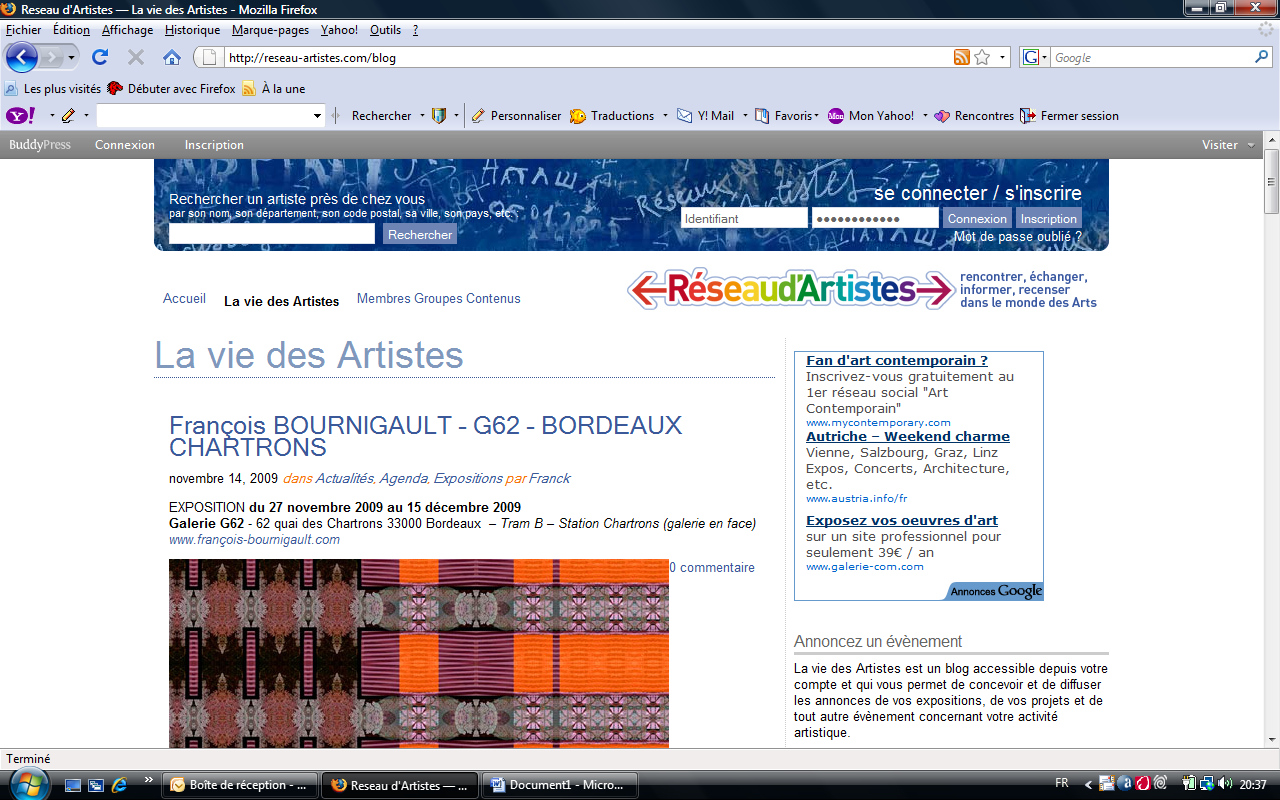 Reseau d'Artistes — La vie des Artistes - Mozilla Firefox
Fichier Édition Affichage Historique Marque-pages Yahoo! Outils ?
http://reseau-artistes.com/blog
G Google
Les plus visités Débuter avec Firefox À la une
Y! Rechercher Personnaliser Traductions Y! Mail Favoris Mon Yahoo! Rencontres Fermer session
BuddyPress Connexion Inscription Visiter
НАТАША
Réseaux Artistes
Rechercher un artiste près de chez vous
par son nom, son département, son code postal, sa ville, son pays, etc. :
Rechercher
se connecter / s'inscrire
Identifiant •••••••••••• Connexion Inscription
Mot de passe oublié ?
Accueil La vie des Artistes Membres Groupes Contenus
Réseaud'Artistes
rencontrer, échanger,
informer, recenser
dans le monde des Arts
La vie des Artistes
François BOURNIGAULT - G62 - BORDEAUX
CHARTRONS
novembre 14, 2009 dans Actualités, Agenda, Expositions par Franck
EXPOSITION du 27 novembre 2009 au 15 décembre 2009
Galerie G62 - 62 quai des Chartrons 33000 Bordeaux – Tram B – Station Chartrons (galerie en face)
www.françois-bournigault.com
0 commentaire
Fan d'art contemporain ?
Inscrivez-vous gratuitement au
1er réseau social "Art
Contemporain"
www.mycontemporary.com
Autriche – Weekend charme
Vienne, Salzbourg, Graz, Linz
Expos, Concerts, Architecture,
etc.
www.austria.info/fr
Exposez vos oeuvres d'art
sur un site professionnel pour
seulement 39€ / an
www.galerie-com.com
Annonces Google
Annoncez un évènement
La vie des Artistes est un blog accessible depuis votre
compte et qui vous permet de concevoir et de diffuser
les annonces de vos expositions, de vos projets et de
tout autre évènement concernant votre activité
artistique.
Terminé
Boîte de réception - ... Reseau d'Artistes — ... Document1 - Micro... FR 20:37